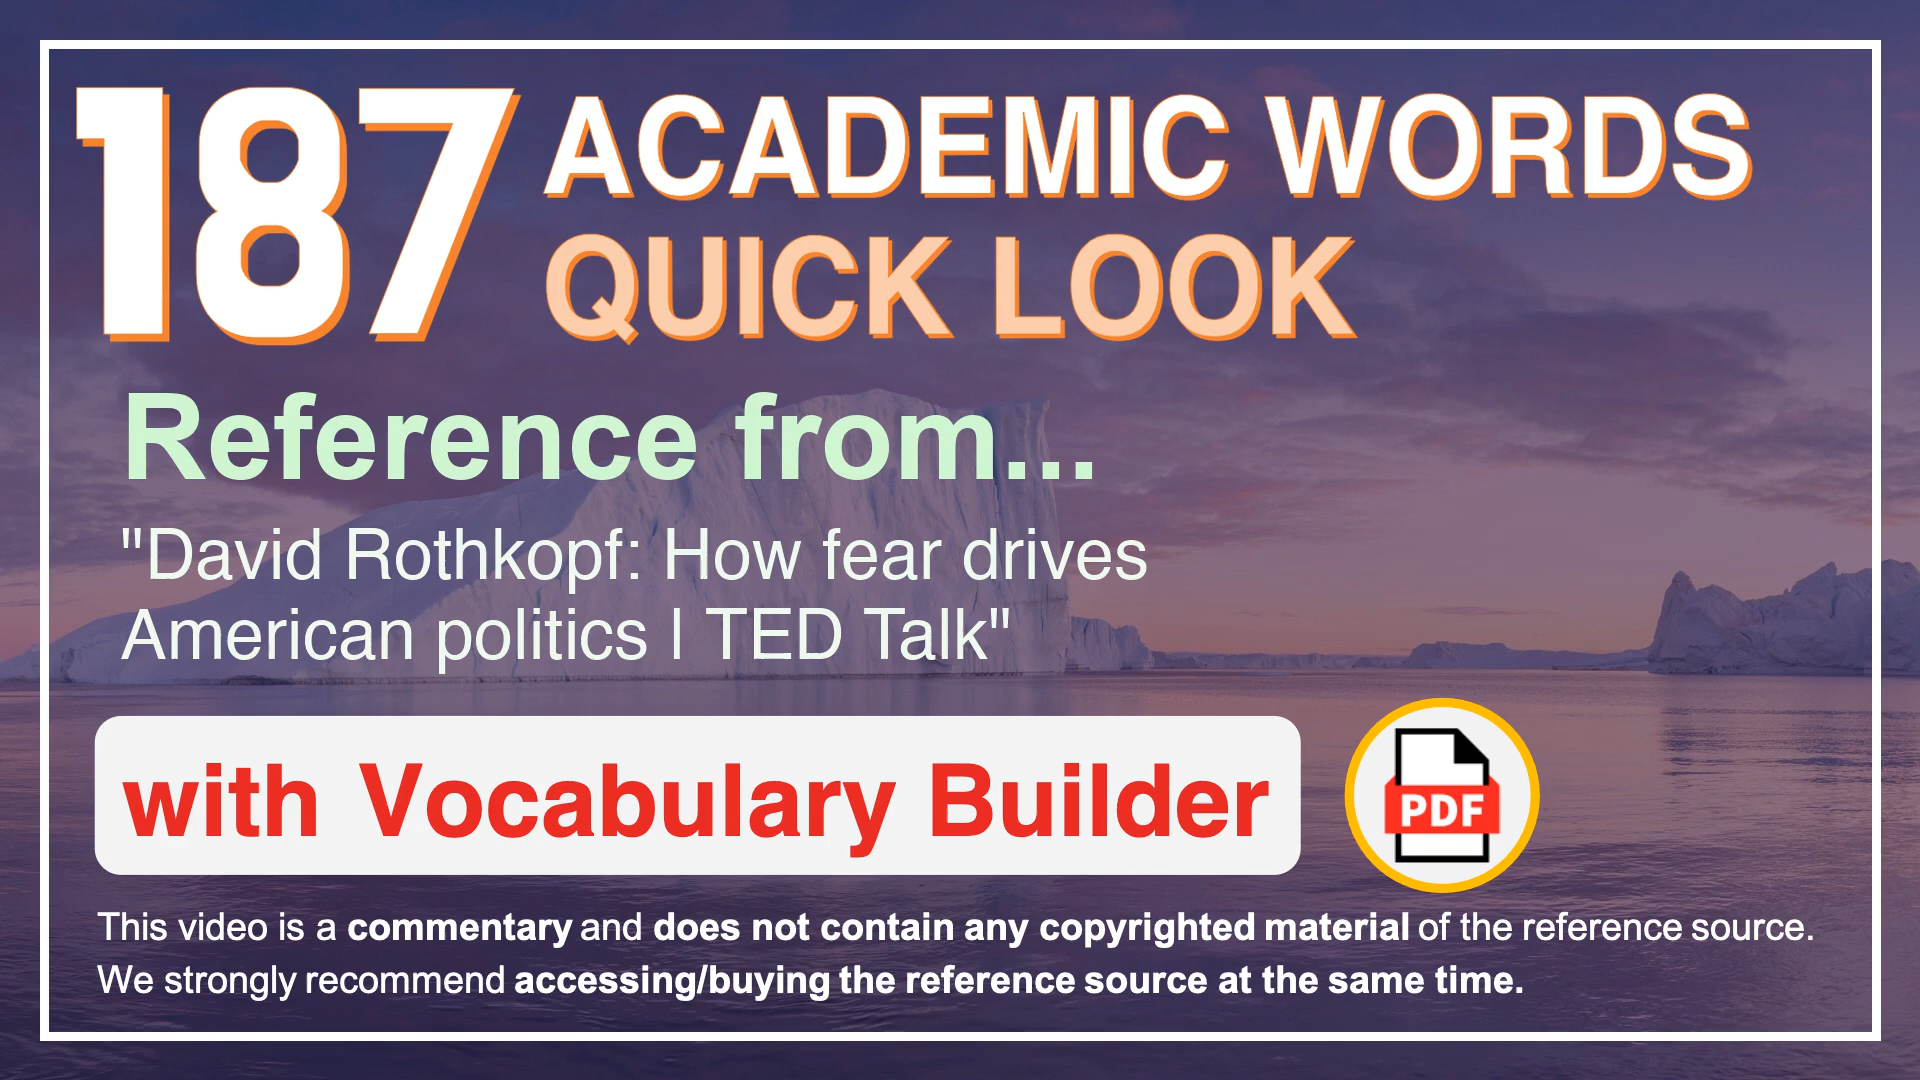 187 ACADEMIC WORDS
QUICK LOOK
Reference from...
"David Rothkopf: How fear drives
American politics | TED Talk"
with Vocabulary Builder
PDF
This video is a commentary and does not contain any copyrighted material of the reference source.
We strongly recommend accessing/buying the reference source at the same time.